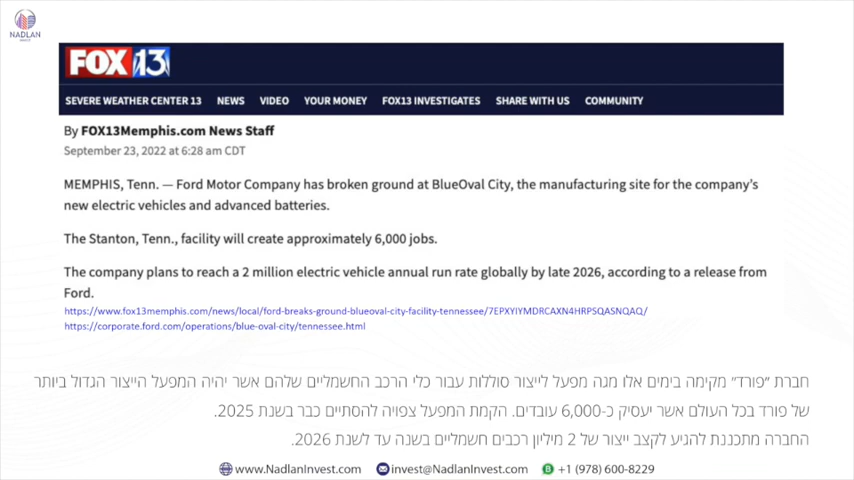 NADLAN
INVEST
FOX 13
SEVERE WEATHER CENTER 13 NEWS VIDEO YOUR MONEY FOX13 INVESTIGATES SHARE WITH US COMMUNITY
By FOX13Memphis.com News Staff
September 23, 2022 at 6:28 am CDT
MEMPHIS, Tenn. — Ford Motor Company has broken ground at BlueOval City, the manufacturing site for the company's
new electric vehicles and advanced batteries.
The Stanton, Tenn., facility will create approximately 6,000 jobs.
The company plans to reach a 2 million electric vehicle annual run rate globally by late 2026, according to a release from
Ford.
https://www.fox13memphis.com/news/local/ford-breaks-ground-blueoval-city-facility-tennessee/7EPXYIYMDRCAXN4HRPSQASNQAQ/
https://corporate.ford.com/operations/blue-oval-city/tennessee.html
חברת "פורד" מקימה בימים אלו מגה מפעל לייצור סוללות עבור כלי הרכב החשמליים שלהם אשר יהיה המפעל הייצור הגדול ביותר
של פורד בכל העולם אשר יעסיק כ-6,000 עובדים. הקמת המפעל צפויה להסתיים כבר בשנת 2025.
החברה מתכננת להגיע לקצב ייצור של 2 מיליון רכבים חשמליים בשנה עד לשנת 2026.
www.NadlanInvest.com invest@NadlanInvest.com +1 (978) 600-8229